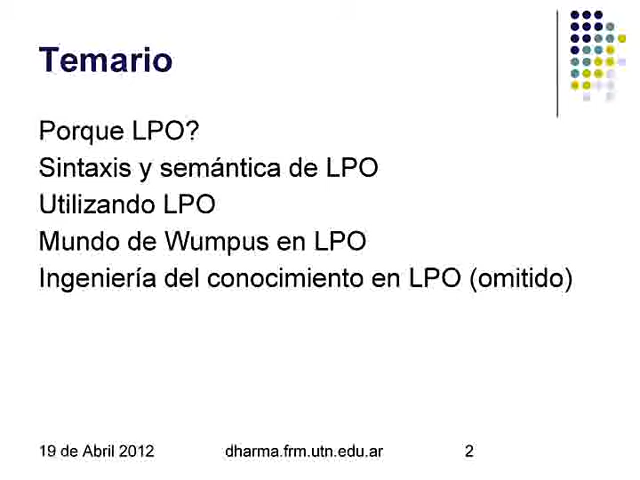 Temario
Porque LPO?
Sintaxis y semántica de LPO
Utilizando LPO
Mundo de Wumpus en LPO
Ingeniería del conocimiento en LPO (omitido)
19 de Abril 2012 dharma.frm.utn.edu.ar 2